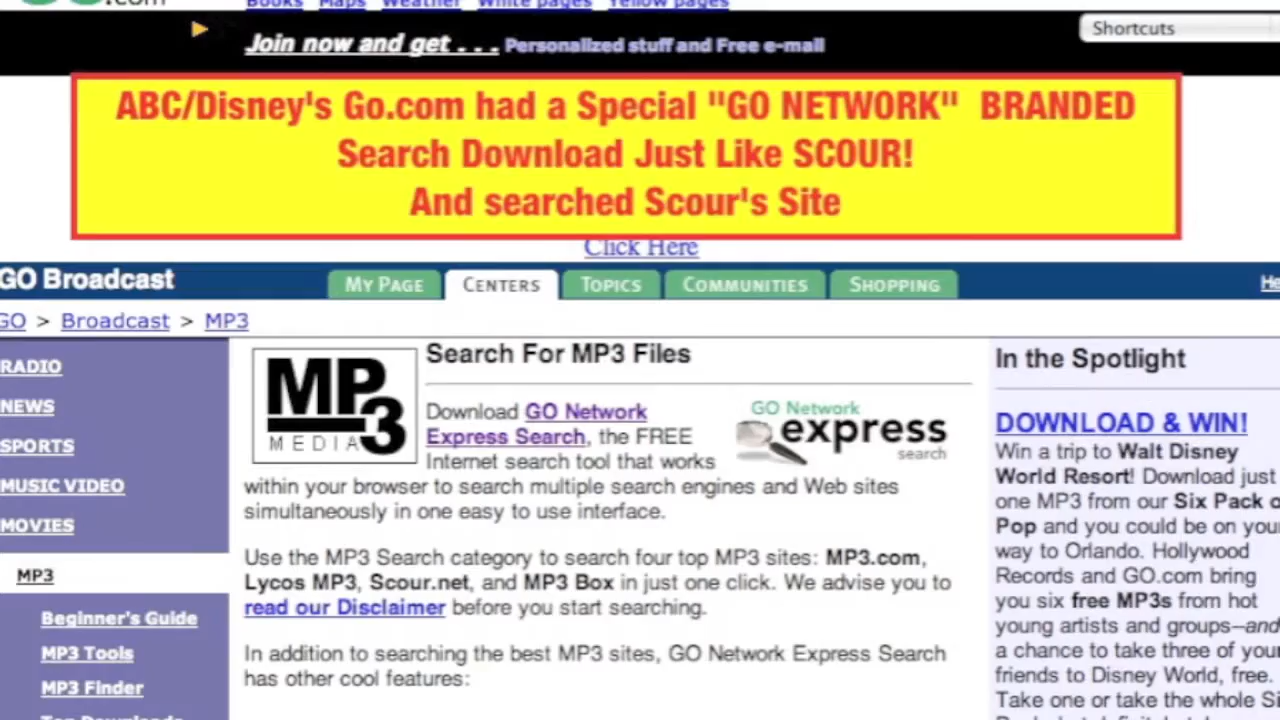 .com
Books Maps Weather White pages Yellow pages
Join now and get . . . Personalized stuff and Free e-mail
Shortcuts
ABC/Disney's Go.com had a Special "GO NETWORK" BRANDED
Search Download Just Like SCOUR!
And searched Scour's Site
Click Here
GO Broadcast
MY PAGE
CENTERS
TOPICS
COMMUNITIES
SHOPPING
GO > Broadcast > MP3
RADIO
NEWS
SPORTS
MUSIC VIDEO
MOVIES
MP3
Beginner's Guide
MP3 Tools
MP3 Finder
Top Downloads
MP3
MEDIA
Search For MP3 Files
Download GO Network
Express Search, the FREE
Internet search tool that works
within your browser to search multiple search engines and Web sites
simultaneously in one easy to use interface.
GO Network
express
search
Use the MP3 Search category to search four top MP3 sites: MP3.com,
Lycos MP3, Scour.net, and MP3 Box in just one click. We advise you to
read our Disclaimer before you start searching.
In addition to searching the best MP3 sites, GO Network Express Search
has other cool features:
In the Spotlight
DOWNLOAD & WIN!
Win a trip to Walt Disney
World Resort! Download just
one MP3 from our Six Pack o
Pop and you could be on your
way to Orlando. Hollywood
Records and GO.com bring
you six free MP3s from hot
young artists and groups--and
a chance to take three of your
friends to Disney World, free.
Take one or take the whole Si